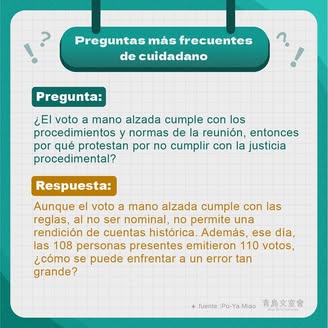 Preguntas más frecuentes
de cuidadano
Pregunta:
¿El voto a mano alzada cumple con los
procedimientos y normas de la reunión, entonces
por qué protestan por no cumplir con la justicia
procedimental?
Respuesta:
Aunque el voto a mano alzada cumple con las
reglas, al no ser nominal, no permite una
rendición de cuentas histórica. Además, ese día,
las 108 personas presentes emitieron 110 votos,
¿cómo se puede enfrentar a un error tan
grande?
✦ fuente :Po-Ya Miao
青島文宣會